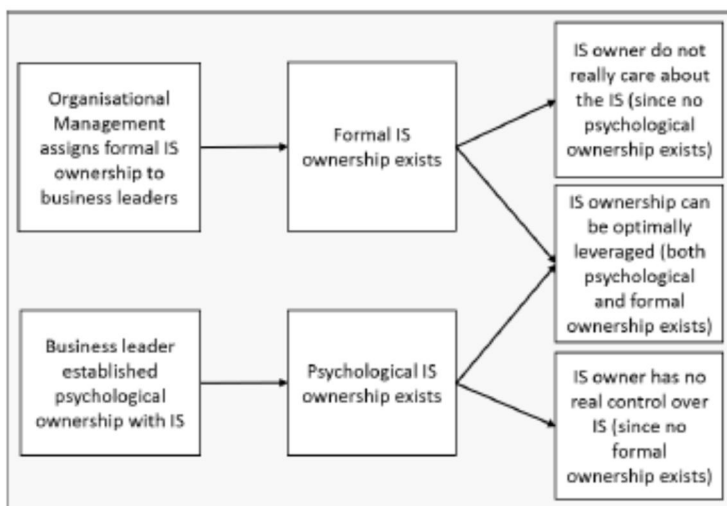 Organisational
Management
assigns formal IS
ownership to
business leaders
Formal IS
ownership exists
IS owner do not
really care about
the IS (since no
psychological
ownership exists)
IS ownership can
be optimally
leveraged (both
psychological
and formal
ownership exists)
Business leader
established
psychological
ownership with IS
Psychological IS
ownership exists
IS owner has no
real control over
IS (since no
formal
ownership exists)